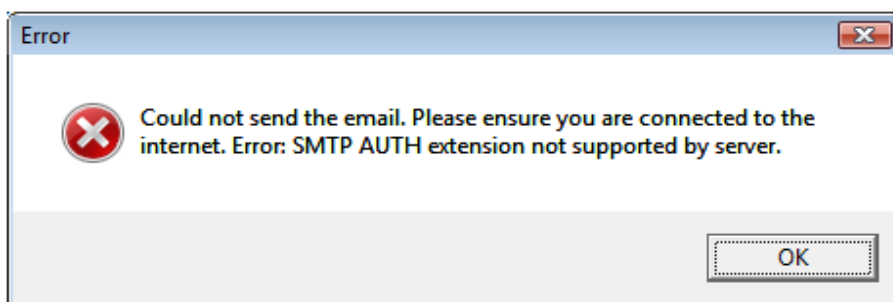 Error
Could not send the email. Please ensure you are connected to the
internet. Error: SMTP AUTH extension not supported by server.
OK